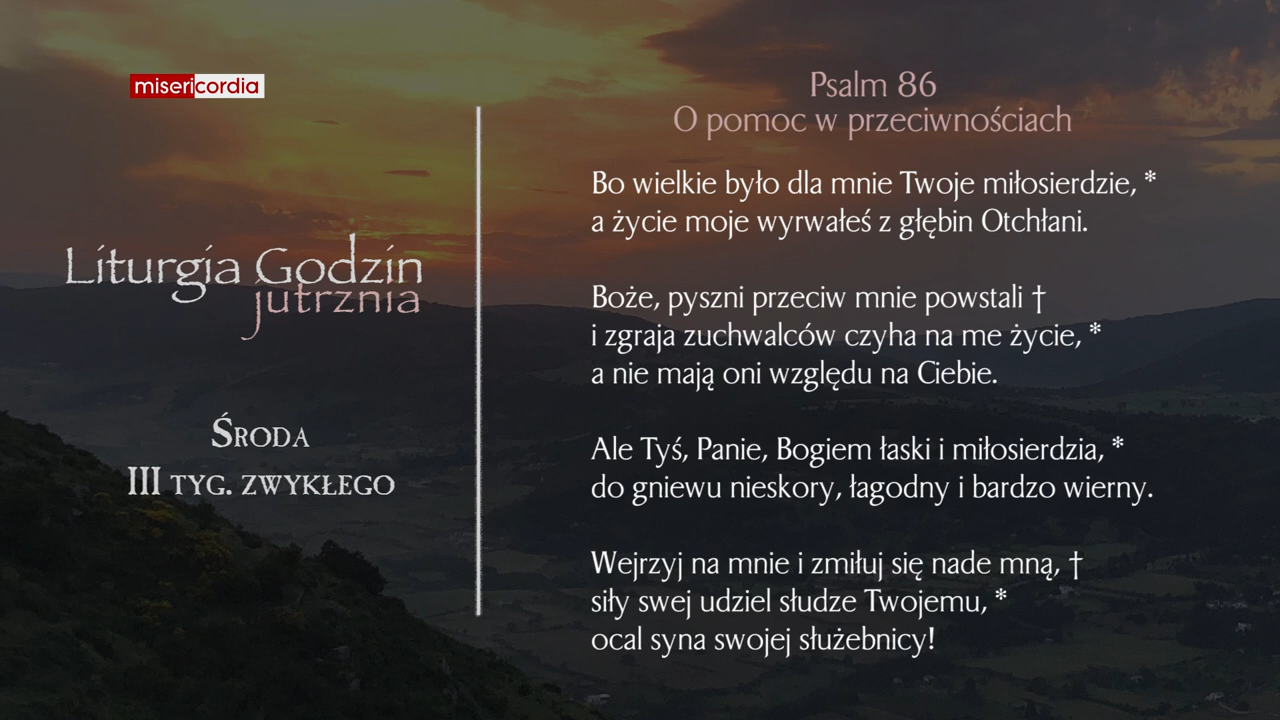 misericordia
Liturgia Godzin
jutrznia
Środa
III tyg. zwykłego
Psalm 86
O pomoc w przeciwnościach
Bo wielkie było dla mnie Twoje miłosierdzie, *
a życie moje wyrwałeś z głębin Otchłani.
Boże, pyszni przeciw mnie powstali †
i zgraja zuchwalców czyha na me życie, *
a nie mają oni względu na Ciebie.
Ale Tyś, Panie, Bogiem łaski i miłosierdzia, *
do gniewu nieskory, łagodny i bardzo wierny.
Wejrzyj na mnie i zmiłuj się nade mną, †
siły swej udziel słudze Twojemu, *
ocal syna swojej służebnicy!